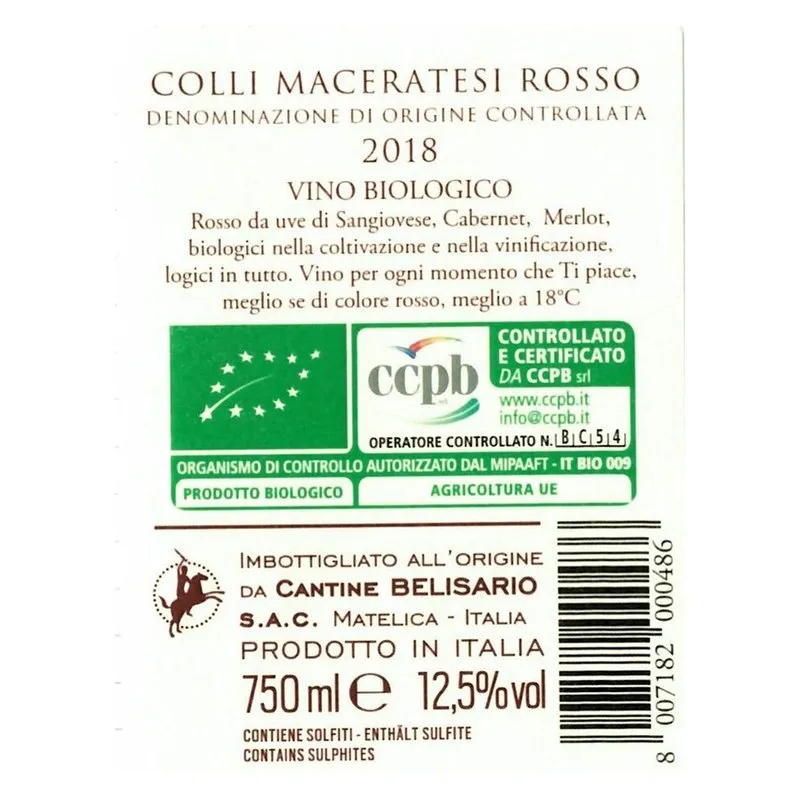 COLLI MACERATESI ROSSO
DENOMINAZIONE DI ORIGINE CONTROLLATA
2018
VINO BIOLOGICO
Rosso da uve di Sangiovese, Cabernet, Merlot,
biologici nella coltivazione e nella vinificazione,
logici in tutto. Vino per ogni momento che Ti piace,
meglio se di colore rosso, meglio a 18°C
ccpb
CONTROLLATO
E CERTIFICATO
DA CCPB srl
www.ccpb.it
info@ccpb.it
OPERATORE CONTROLLATO N. B C 5 4
ORGANISMO DI CONTROLLO AUTORIZZATO DAL MIPAAFT - IT BIO 009
PRODOTTO BIOLOGICO
AGRICOLTURA UE
IMBOTTIGLIATO ALL'ORIGINE
DA CANTINE BELISARIO
S.A.C. MATELICA - ITALIA
PRODOTTO IN ITALIA
750 ml e 12,5% vol
CONTIENE SOLFITI - ENTHÄLT SULFITE
CONTAINS SULPHITES
8 007182 000486